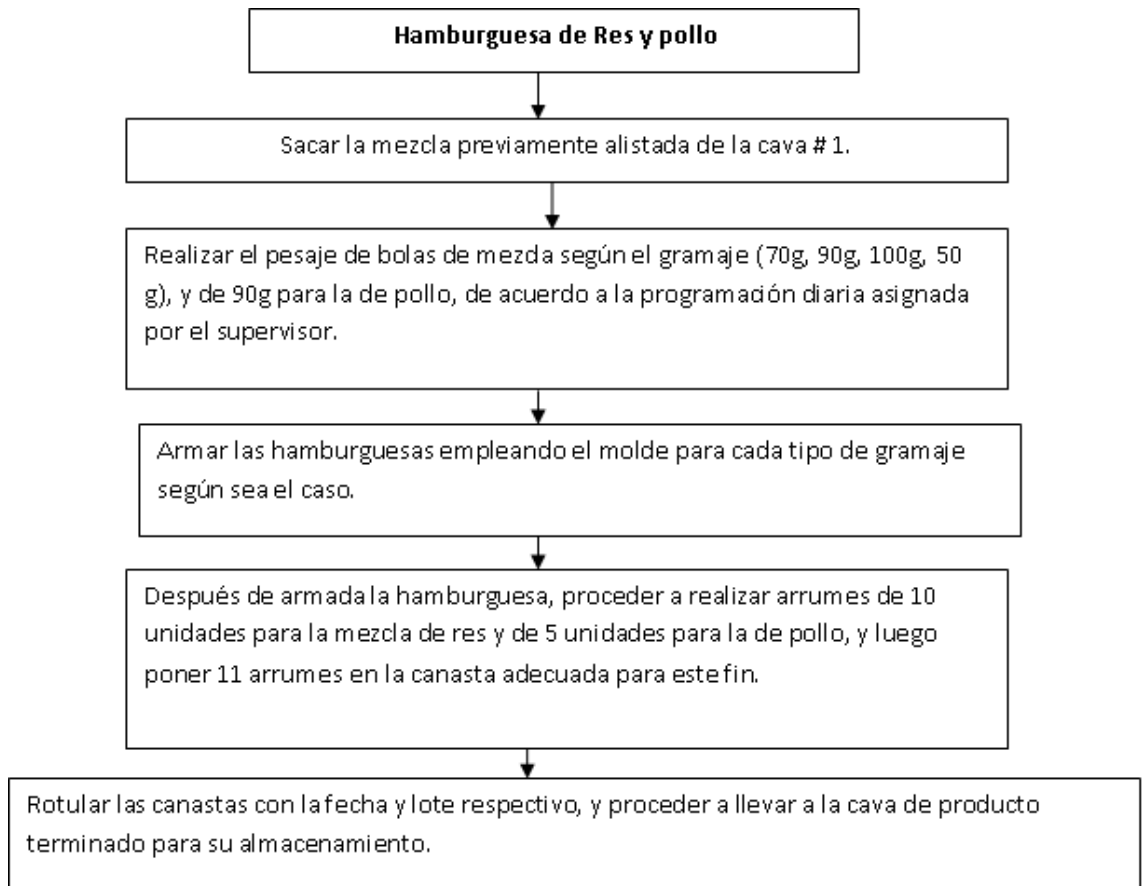 Hamburguesa de Res y pollo
Sacar la mezcla previamente alistada de la cava # 1.
Realizar el pesaje de bolas de mezda según el gramaje (70g, 90g, 100g, 50
g), y de 90g para la de pollo, de acuerdo a la programación diaria asignada
por el supervisor.
Armar las hamburguesas empleando el molde para cada tipo de gramaje
según sea el caso.
Después de armada la hamburguesa, proceder a realizar arrumes de 10
unidades para la mezcla de res y de 5 unidades para la de pollo, y luego
poner 11 arrumes en la canasta adecuada para este fin.
Rotular las canastas con la fecha y lote respectivo, y proceder a llevar a la cava de producto
terminado para su almacenamiento.